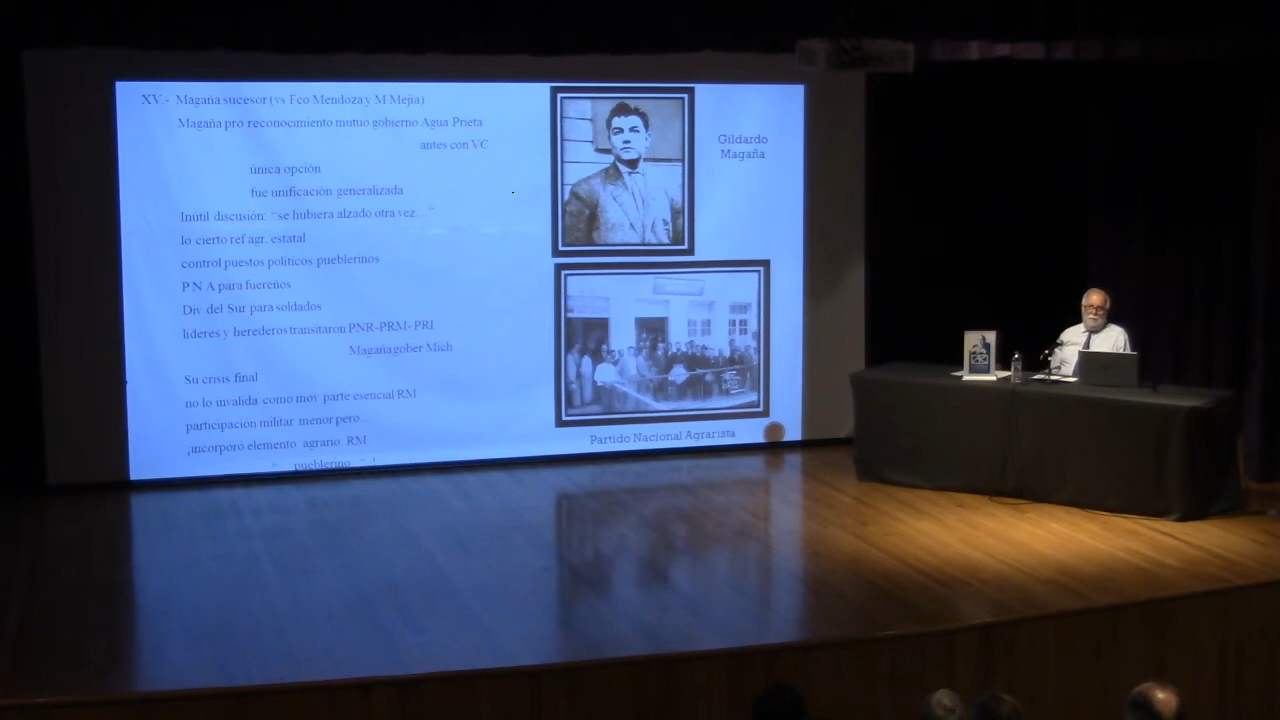 XV.- Magaña sucesor (vs Fco Mendoza y M Mejía)
Magaña pro reconocimiento mutuo gobierno Agua Prieta
antes con VC
única opción
fue unificación generalizada
Inútil discusión: “se hubiera alzado otra vez…”
lo cierto ref agr. estatal
control puestos políticos pueblerinos
P N A para fuereños
Div. del Sur para soldados
lideres y herederos transitaron PNR-PRM- PRI
Magaña gober Mich
Su crisis final
no lo invalida como mov parte esencial RM
participación militar menor pero
incorporó elemento agrario RM
pueblerino
Gildardo
Magaña
Partido Nacional Agrarista